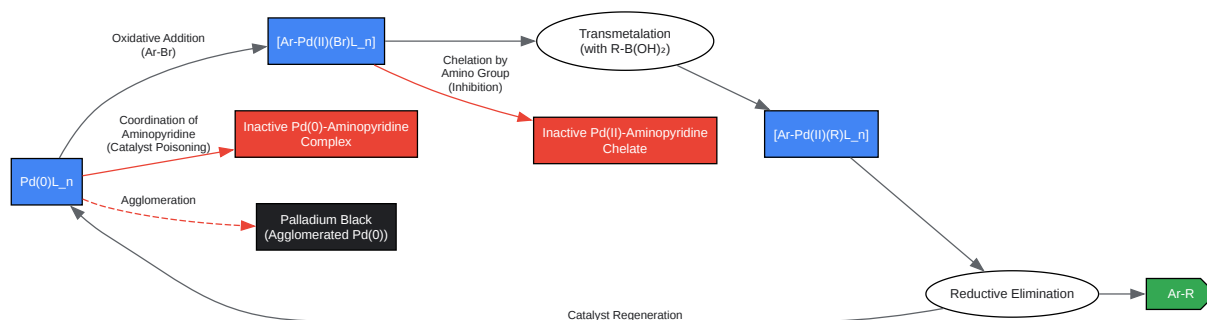 Oxidative Addition
(Ar-Br)
[Ar-Pd(II)(Br)L_n]
Transmetalation
(with R-B(OH)₂)
Chelation by
Amino Group
(Inhibition)
Coordination of
Aminopyridine
(Catalyst Poisoning)
Inactive Pd(0)-Aminopyridine
Complex
Inactive Pd(II)-Aminopyridine
Chelate
[Ar-Pd(II)(R)L_n]
Pd(0)L_n
Agglomeration
Palladium Black
(Agglomerated Pd(0))
Reductive Elimination
Ar-R
Catalyst Regeneration